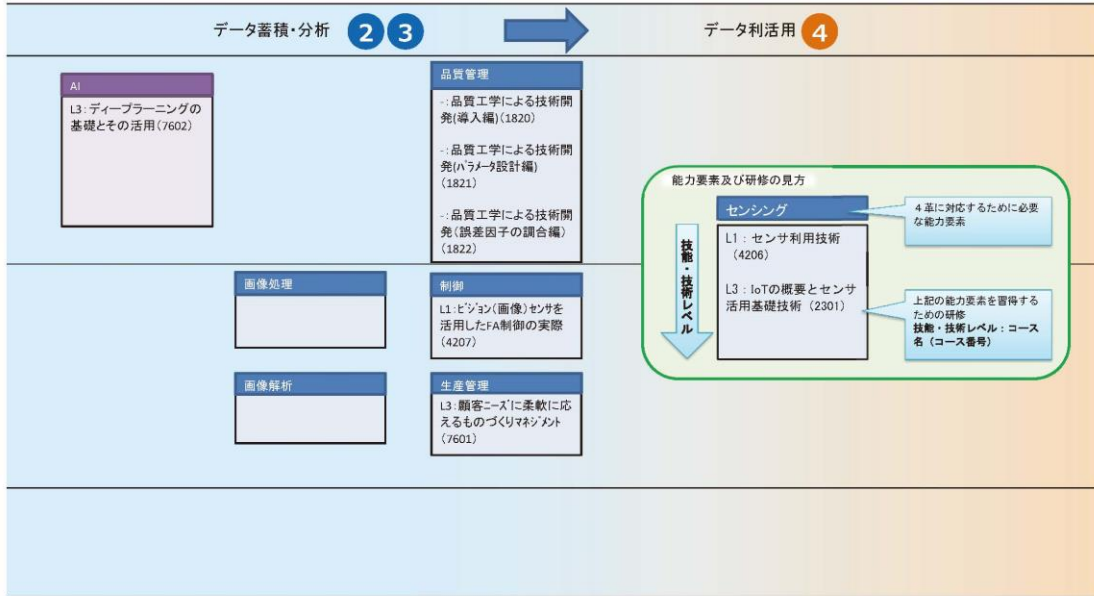 データ蓄積・分析 2 3
データ利活用 4
AI
L3:ディープラーニングの
基礎とその活用(7602)
品質管理
-:品質工学による技術開
発(導入編)(1820)
-:品質工学による技術開
発(ﾊﾟﾗﾒｰﾀ設計編)
(1821)
-:品質工学による技術開
発(誤差因子の調合編)
(1822)
画像処理
制御
L1:ﾋﾞｼﾞｮﾝ(画像)ｾﾝｻを
活用したFA制御の実際
(4207)
画像解析
生産管理
L3:顧客ﾆｰｽﾞに柔軟に応
えるものづくりﾏﾈｼﾞﾒﾝﾄ
(7601)
能力要素及び研修の見方
技能・技術レベル
センシング
L1:センサ利用技術
(4206)
L3:IoTの概要とセンサ
活用基礎技術(2301)
4革に対応するために必要
な能力要素
上記の能力要素を習得する
ための研修
技能・技術レベル:コース
名(コース番号)